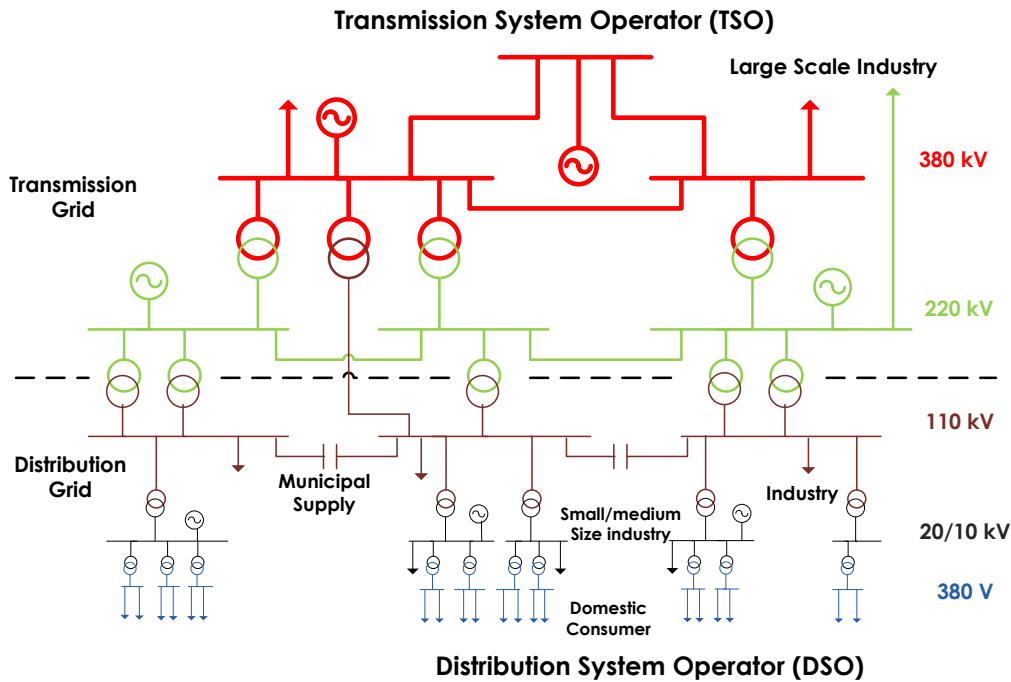 Transmission System Operator (TSO)
Large Scale Industry
380 kV
Transmission
Grid
220 kV
110 kV
Distribution
Grid
Municipal
Supply
Industry
Small/medium
Size industry
20/10 kV
380 V
Domestic
Consumer
Distribution System Operator (DSO)